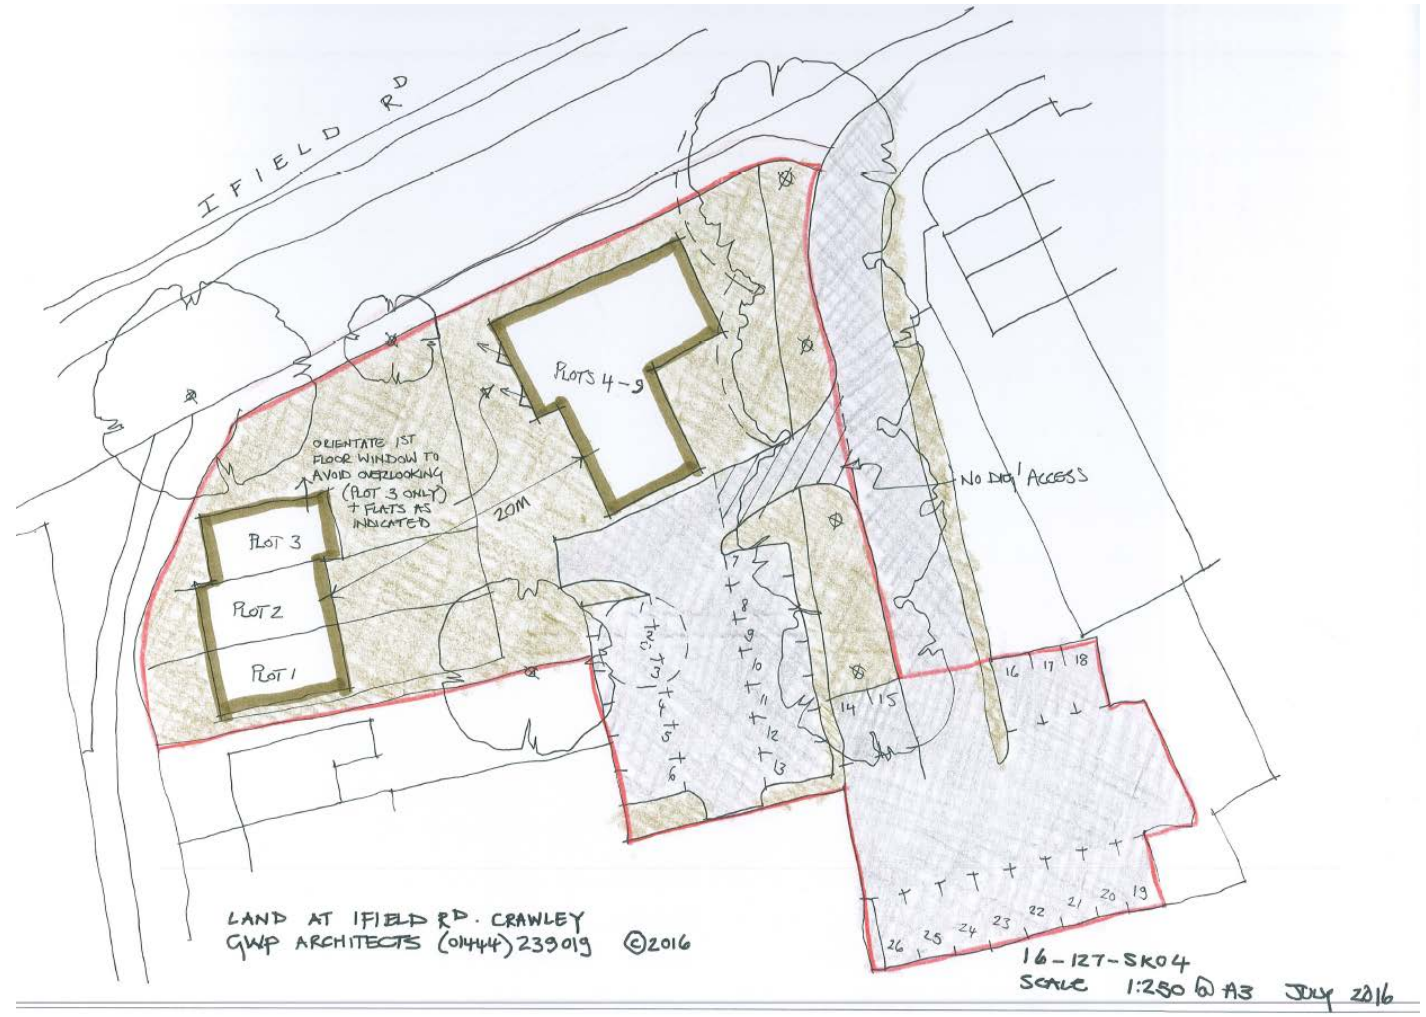 IFIELD RD
PLOTS 4-9
ORIENTATE 1ST
FLOOR WINDOW TO
AVOID OVERLOOKING
(PLOT 3 ONLY)
+ FLATS AS
INDICATED
20M
NO DIG' ACCESS
PLOT 3
PLOT 2
PLOT 1
1
2
3
4
5
6
7
8
9
10
11
12
13
14
15
16
17
18
19
20
21
22
23
24
25
26
LAND AT IFIELD RD. CRAWLEY
GWP ARCHITECTS (01444) 239019 ©2016
16-127-SK04
SCALE 1:250 @ A3 JULY 2016